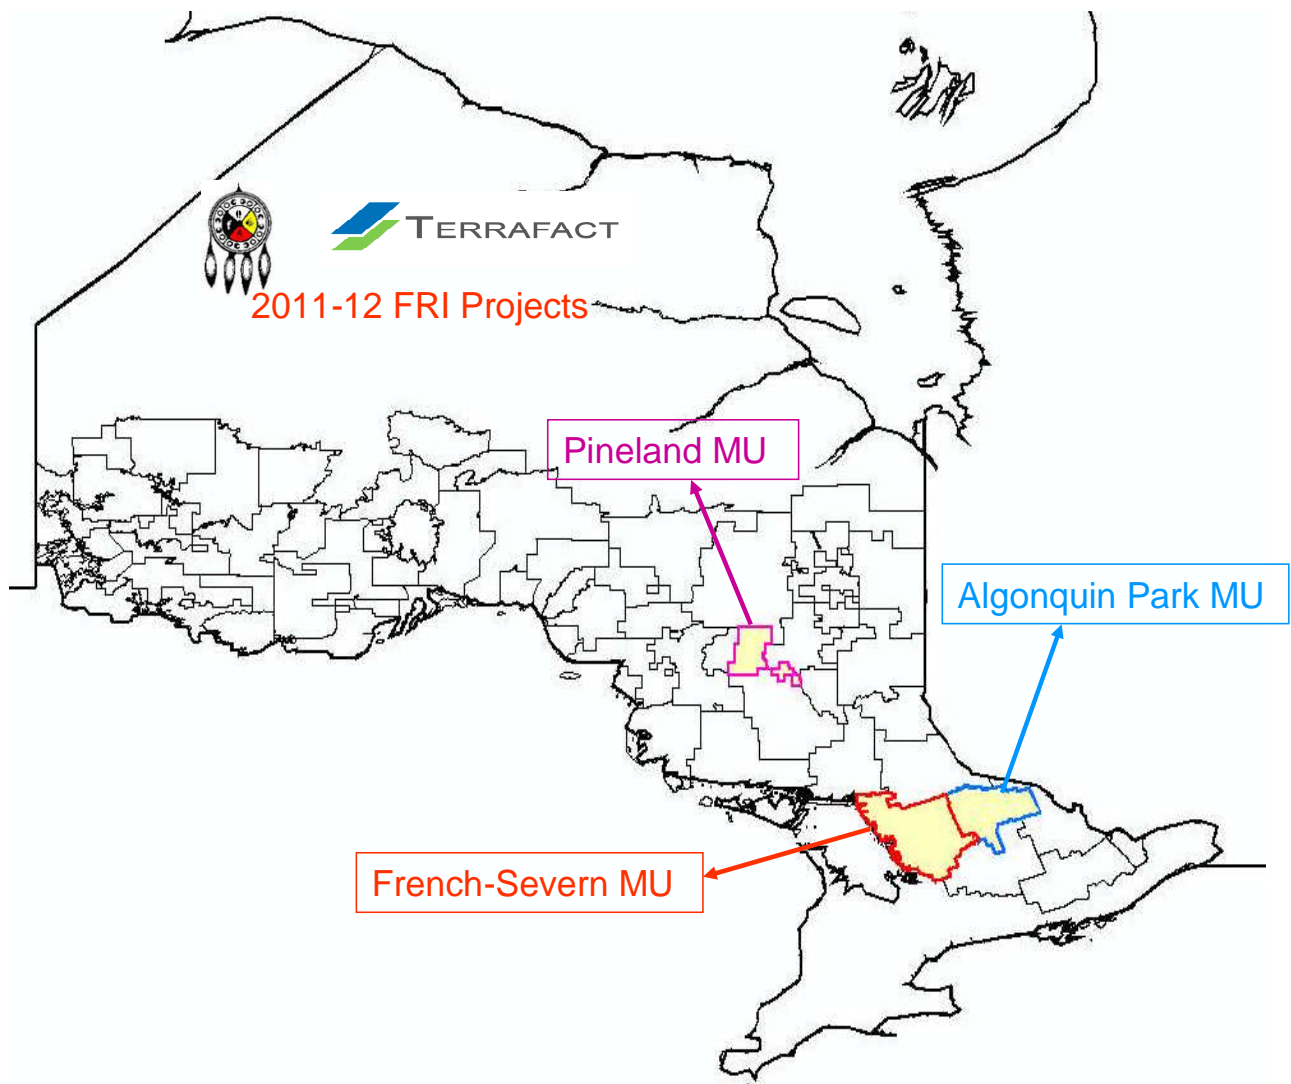 TERRAFACT
2011-12 FRI Projects
Pineland MU
Algonquin Park MU
French-Severn MU